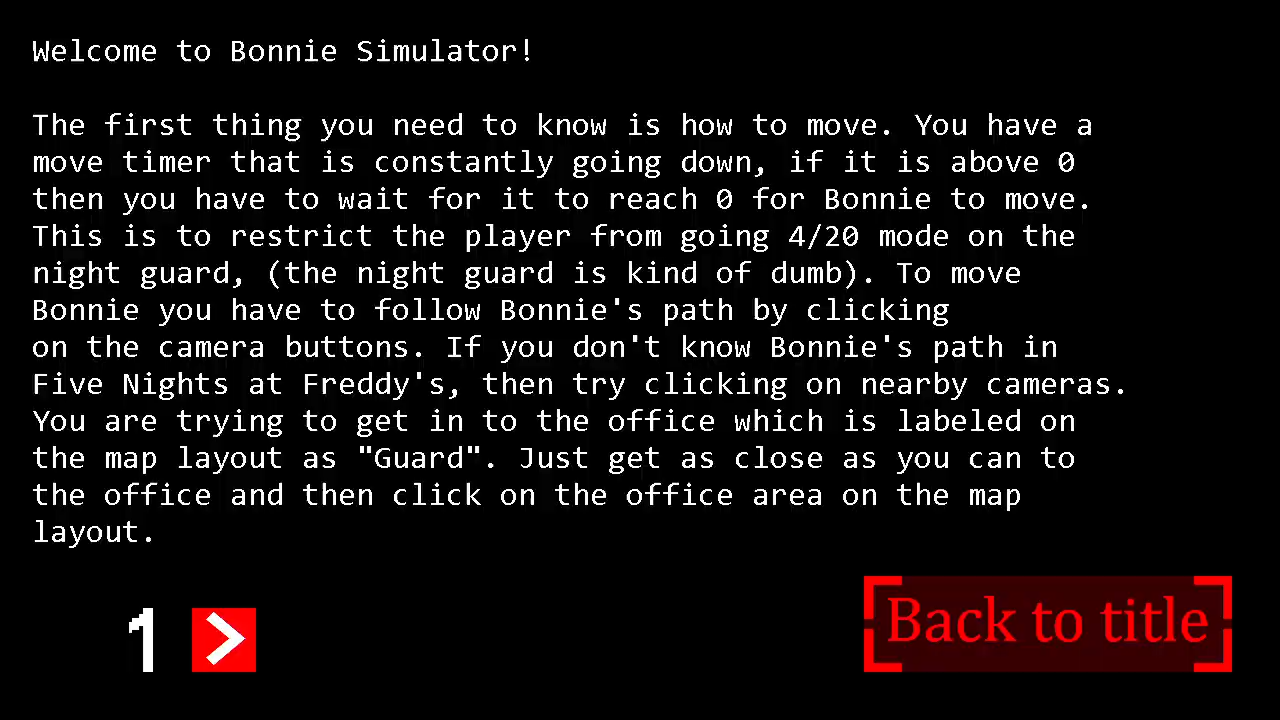 Welcome to Bonnie Simulator!
The first thing you need to know is how to move. You have a
move timer that is constantly going down, if it is above 0
then you have to wait for it to reach 0 for Bonnie to move.
This is to restrict the player from going 4/20 mode on the
night guard, (the night guard is kind of dumb). To move
Bonnie you have to follow Bonnie's path by clicking
on the camera buttons. If you don't know Bonnie's path in
Five Nights at Freddy's, then try clicking on nearby cameras.
You are trying to get in to the office which is labeled on
the map layout as "Guard". Just get as close as you can to
the office and then click on the office area on the map
layout.
1 >
Back to title